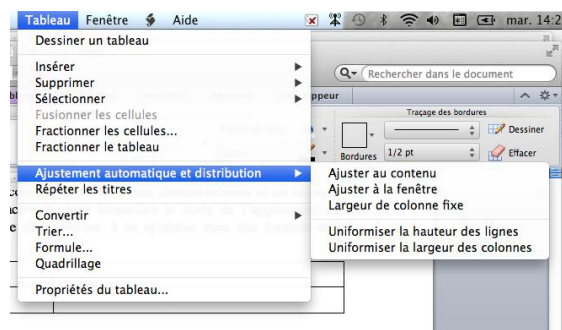 Tableau Fenêtre Aide mar. 14:2
Dessiner un tableau
Insérer
Supprimer
Sélectionner
Fusionner les cellules
Fractionner les cellules...
Fractionner le tableau
Ajustement automatique et distribution
Répéter les titres
Convertir
Trier...
Formule...
Quadrillage
Propriétés du tableau...
Rechercher dans le document
ppeur
Traçage des bordures
Dessiner
Bordures 1/2 pt Effacer
Ajuster au contenu
Ajuster à la fenêtre
Largeur de colonne fixe
Uniformiser la hauteur des lignes
Uniformiser la largeur des colonnes